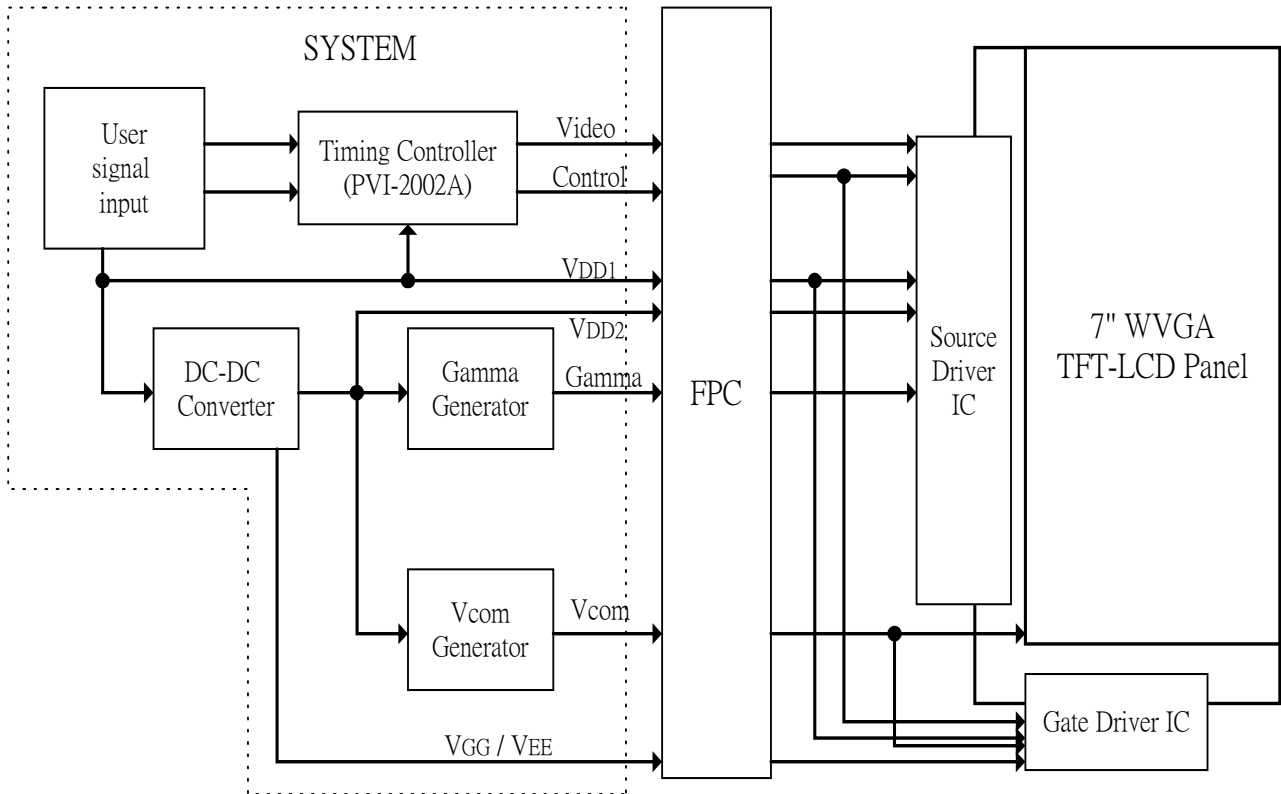 SYSTEM
User
signal
input
Timing Controller
(PVI-2002A)
Video
Control
VDD1
VDD2
DC-DC
Converter
Gamma
Generator
Gamma
Vcom
Generator
Vcom
VGG / VEE
FPC
Source
Driver
IC
7" WVGA
TFT-LCD Panel
Gate Driver IC